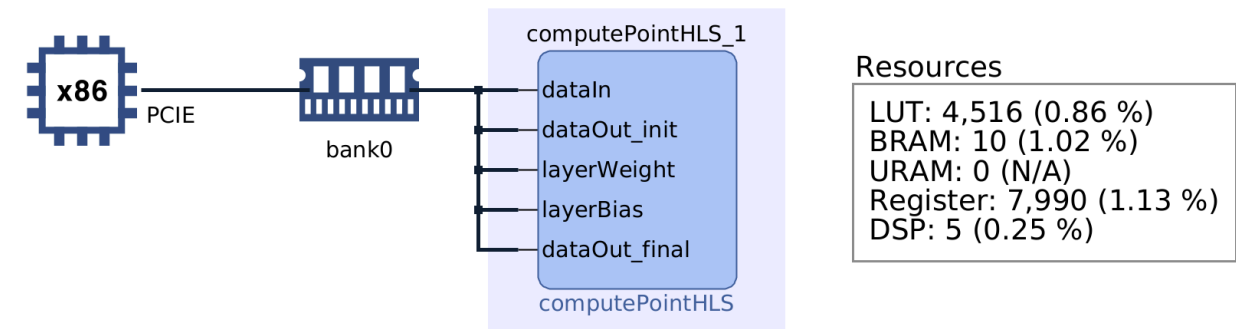 x86
PCIE
bank0
computePointHLS_1
dataIn
dataOut_init
layerWeight
layerBias
dataOut_final
computePointHLS
Resources
LUT: 4,516 (0.86 %)
BRAM: 10 (1.02 %)
URAM: 0 (N/A)
Register: 7,990 (1.13 %)
DSP: 5 (0.25 %)